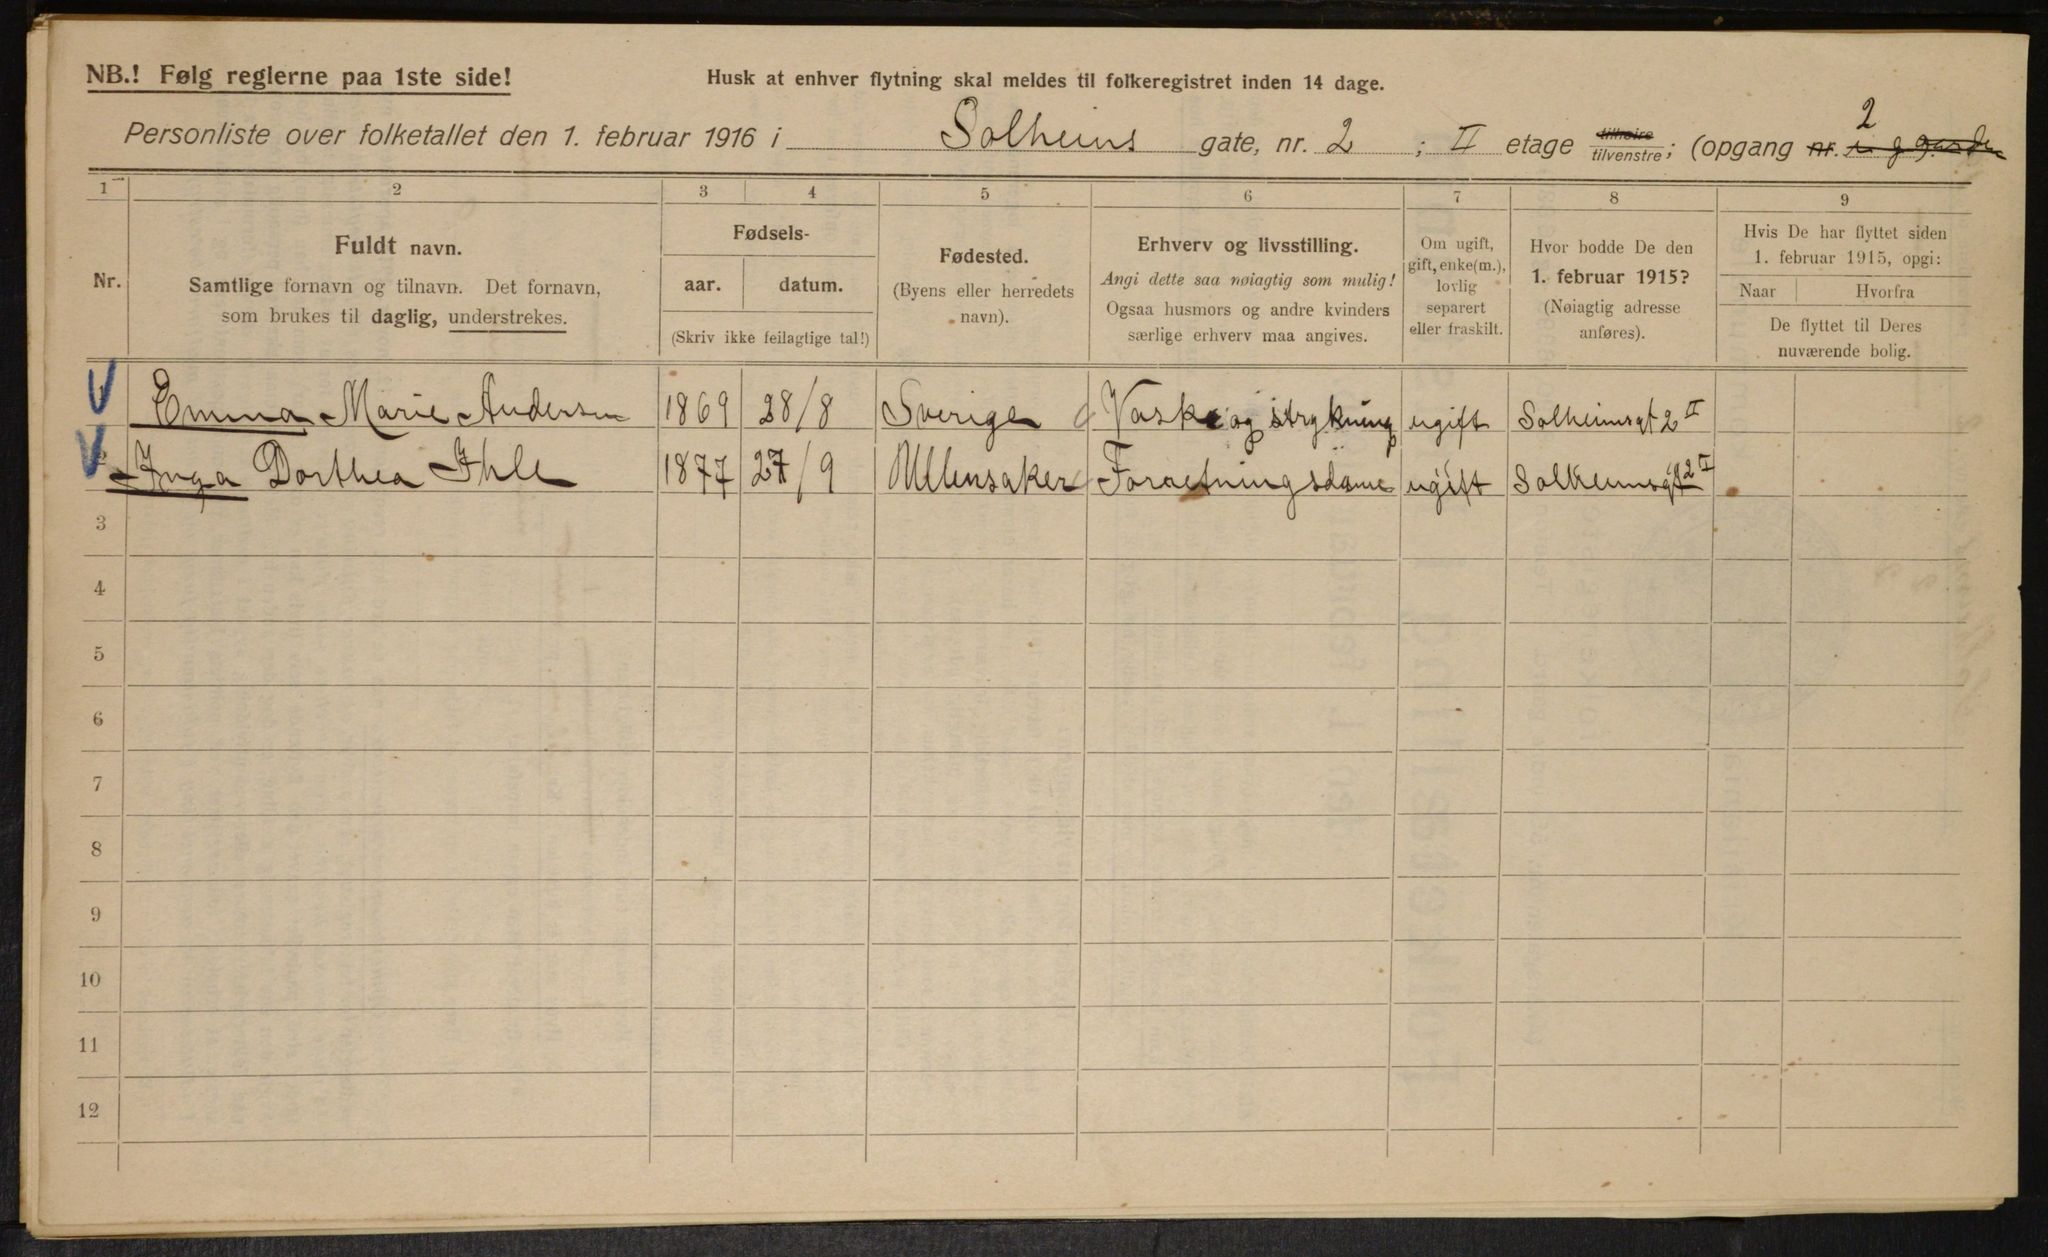 NB.! Følg reglerne paa 1ste side!
Husk at enhver flytning skal meldes til folkeregistret inden 14 dage.
Personliste over folketallet den 1. februar 1916 i Solheims gate, nr. 2 ; II etage tilhøire tilvenstre; (opgang nr. 2
1 2 3 4 5 6 7 8 9
Nr.
Fuldt navn.
Samtlige fornavn og tilnavn. Det fornavn,
som brukes til daglig, understrekes.
Fødsels-
aar. datum.
(Skriv ikke feilagtige tal!)
Fødested.
(Byens eller herredets
navn).
Erhverv og livsstilling.
Angi dette saa nøiagtig som mulig!
Ogsaa husmors og andre kvinders
særlige erhverv maa angives.
Om ugift,
gift, enke(m.),
lovlig
separert
eller fraskilt.
Hvor bodde De den
1. februar 1915?
(Nøiagtig adresse
anføres).
Hvis De har flyttet siden
1. februar 1915, opgi:
Naar Hvorfra
De flyttet til Deres
nuværende bolig.
1 Emma Marie Andersen 1869 28/8 Sverige Vask og strykning ugift Solheimsgt 2 II
2 Inga Dorthea Ihle 1877 27/9 Ullensaker Forretningsdame ugift Solheimsgt 2 II
3
4
5
6
7
8
9
10
11
12